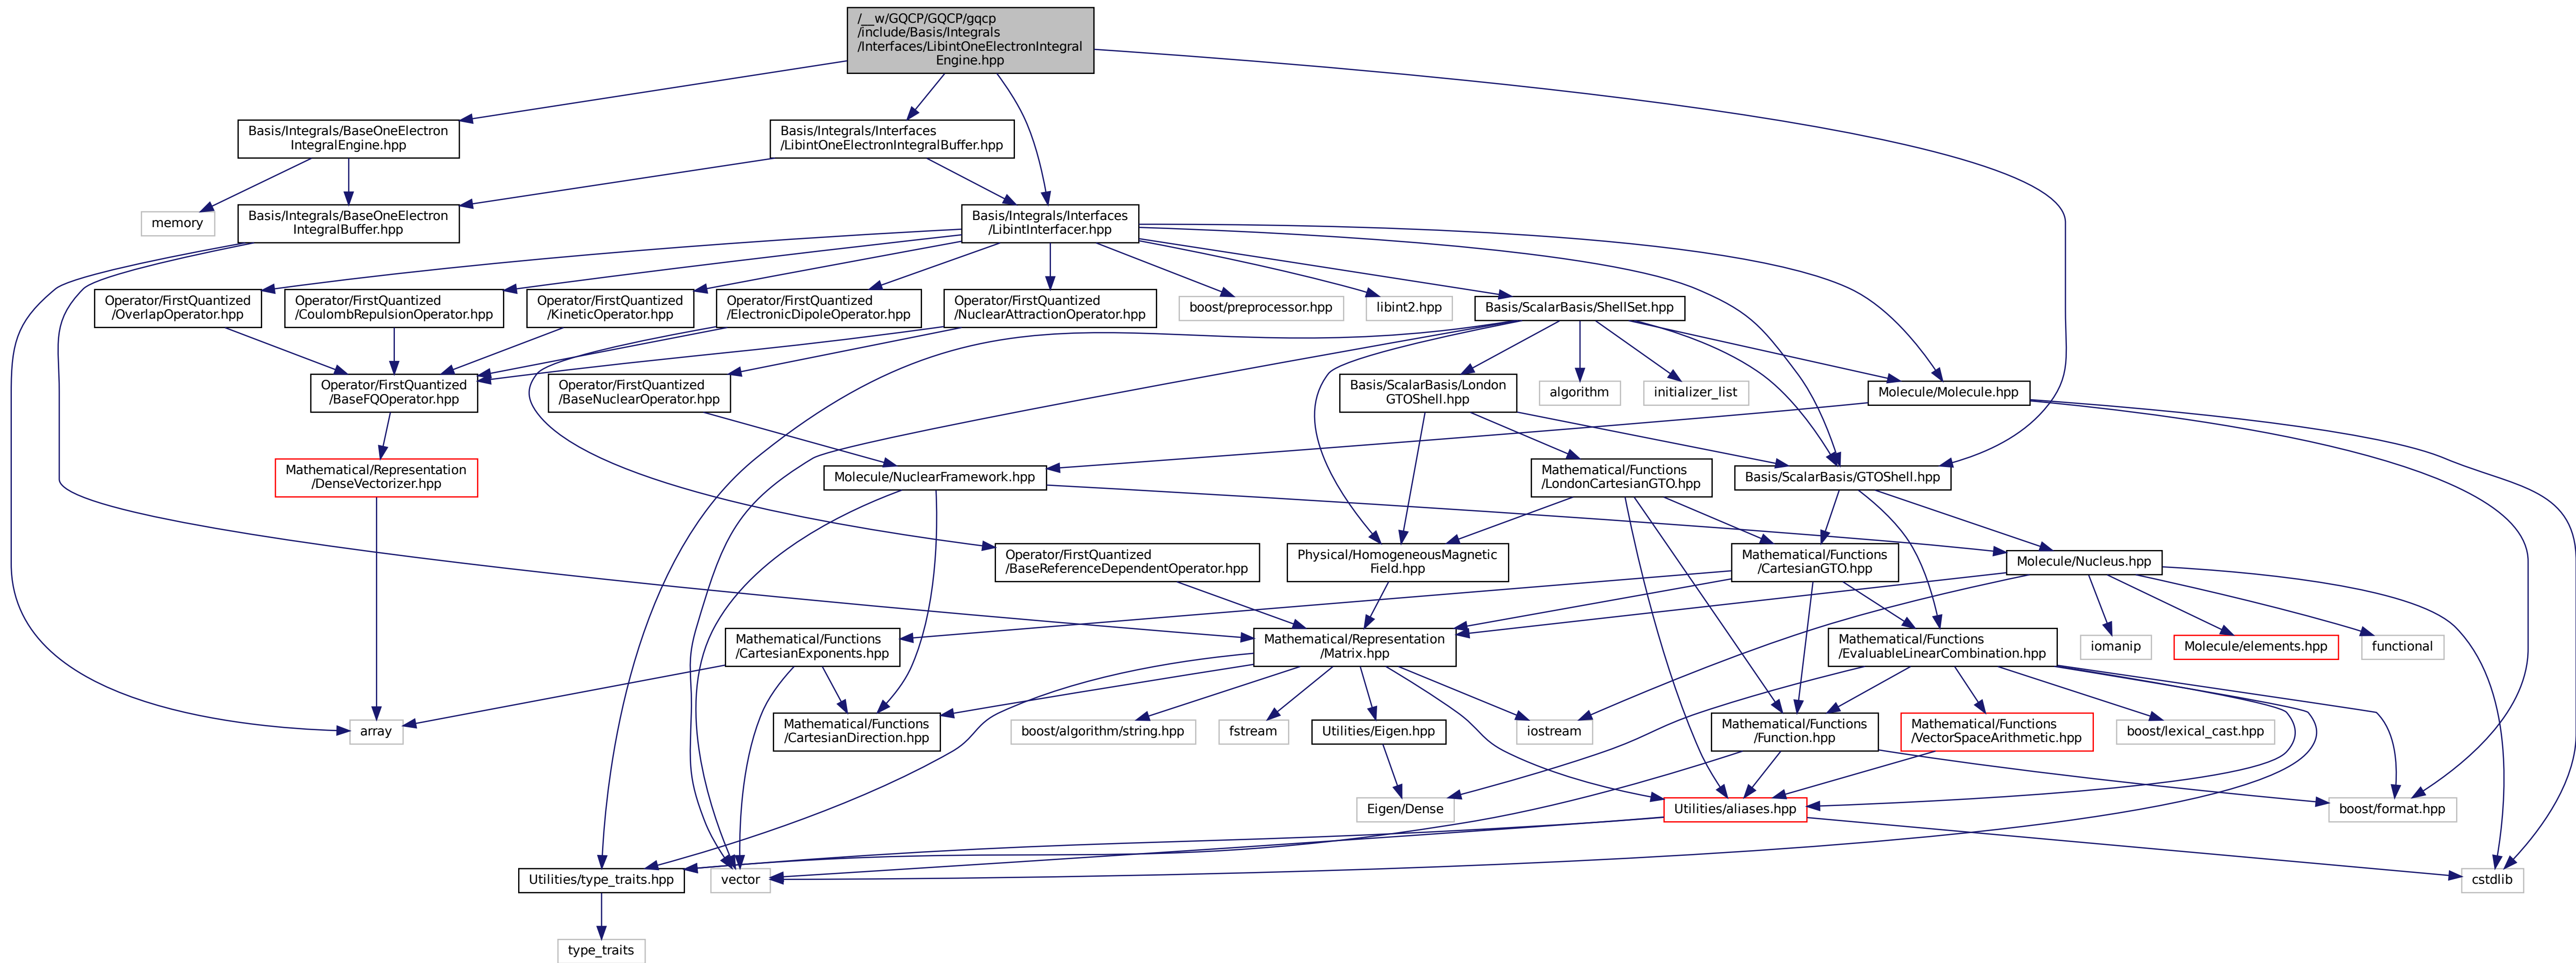 /__w/GQCP/GQCP/gqcp
/include/Basis/Integrals
/Interfaces/LibintOneElectronIntegral
Engine.hpp
Basis/Integrals/BaseOneElectron
IntegralEngine.hpp
Basis/Integrals/Interfaces
/LibintOneElectronIntegralBuffer.hpp
memory
Basis/Integrals/BaseOneElectron
IntegralBuffer.hpp
Basis/Integrals/Interfaces
/LibintInterfacer.hpp
Operator/FirstQuantized
/OverlapOperator.hpp
Operator/FirstQuantized
/CoulombRepulsionOperator.hpp
Operator/FirstQuantized
/KineticOperator.hpp
Operator/FirstQuantized
/ElectronicDipoleOperator.hpp
Operator/FirstQuantized
/NuclearAttractionOperator.hpp
boost/preprocessor.hpp
libint2.hpp
Basis/ScalarBasis/ShellSet.hpp
Operator/FirstQuantized
/BaseFQOperator.hpp
Operator/FirstQuantized
/BaseNuclearOperator.hpp
Basis/ScalarBasis/London
GTOShell.hpp
algorithm
initializer_list
Molecule/Molecule.hpp
Mathematical/Representation
/DenseVectorizer.hpp
Molecule/NuclearFramework.hpp
Mathematical/Functions
/LondonCartesianGTO.hpp
Basis/ScalarBasis/GTOShell.hpp
Operator/FirstQuantized
/BaseReferenceDependentOperator.hpp
Physical/HomogeneousMagnetic
Field.hpp
Mathematical/Functions
/CartesianGTO.hpp
Molecule/Nucleus.hpp
Mathematical/Functions
/CartesianExponents.hpp
Mathematical/Representation
/Matrix.hpp
Mathematical/Functions
/EvaluableLinearCombination.hpp
iomanip
Molecule/elements.hpp
functional
array
Mathematical/Functions
/CartesianDirection.hpp
boost/algorithm/string.hpp
fstream
Utilities/Eigen.hpp
iostream
Mathematical/Functions
/Function.hpp
Mathematical/Functions
/VectorSpaceArithmetic.hpp
boost/lexical_cast.hpp
Eigen/Dense
Utilities/aliases.hpp
boost/format.hpp
Utilities/type_traits.hpp
vector
cstdlib
type_traits